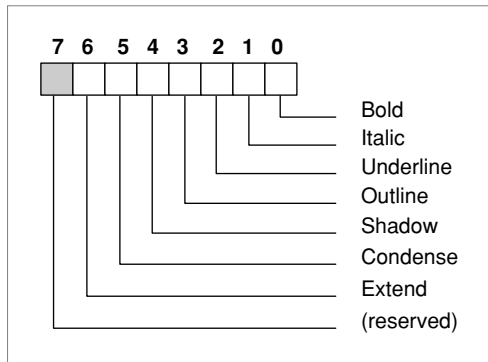 7 6 5 4 3 2 1 0
Bold
Italic
Underline
Outline
Shadow
Condense
Extend
(reserved)